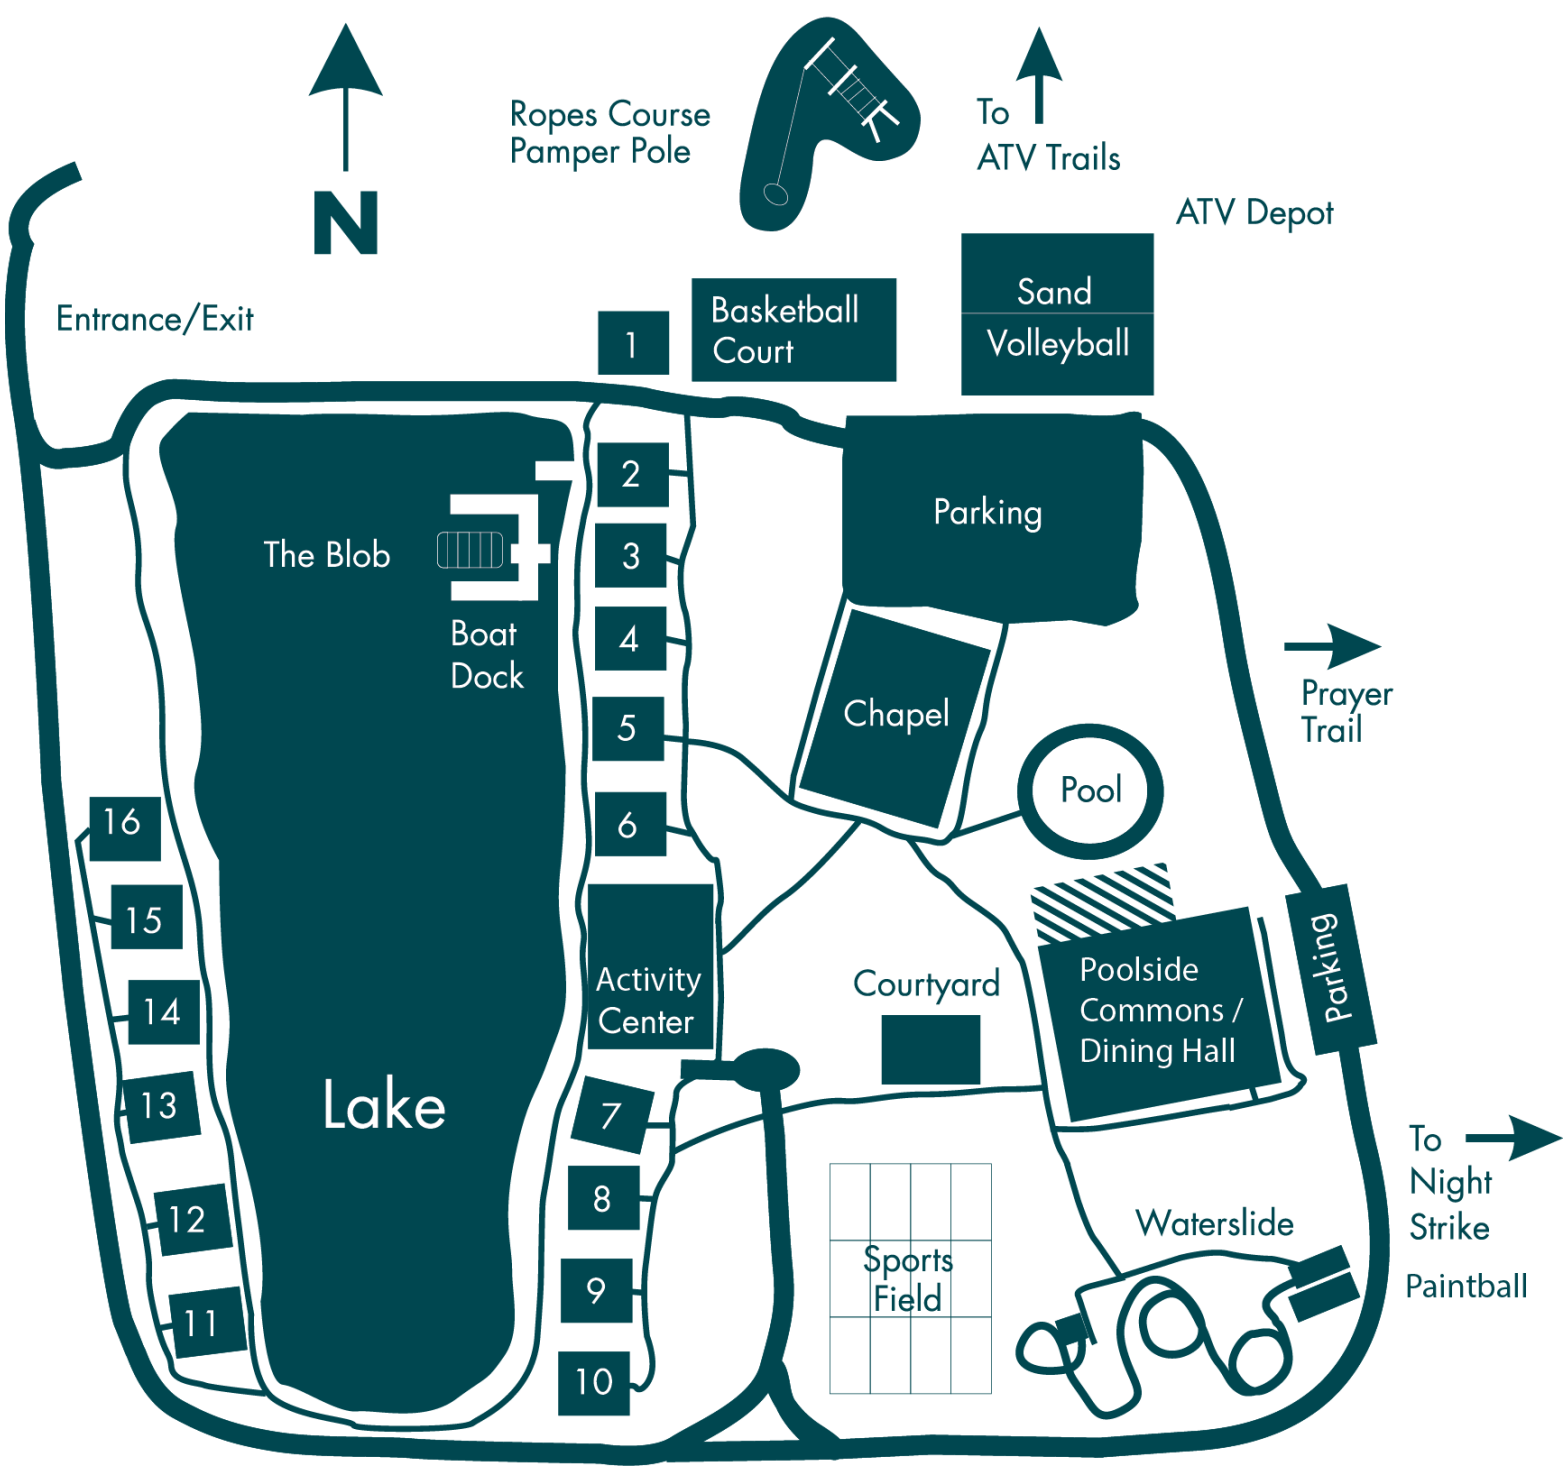 Ropes Course
Pamper Pole
To
ATV Trails
N
ATV Depot
Entrance/Exit
Sand
Volleyball
Basketball
Court
1
2
3
4
5
6
Parking
The Blob
Boat
Dock
Chapel
Prayer
Trail
Pool
16
15
14
13
12
11
Activity
Center
Courtyard
Poolside
Commons /
Dining Hall
Parking
Lake
7
8
9
10
To
Night
Strike
Paintball
Waterslide
Sports
Field